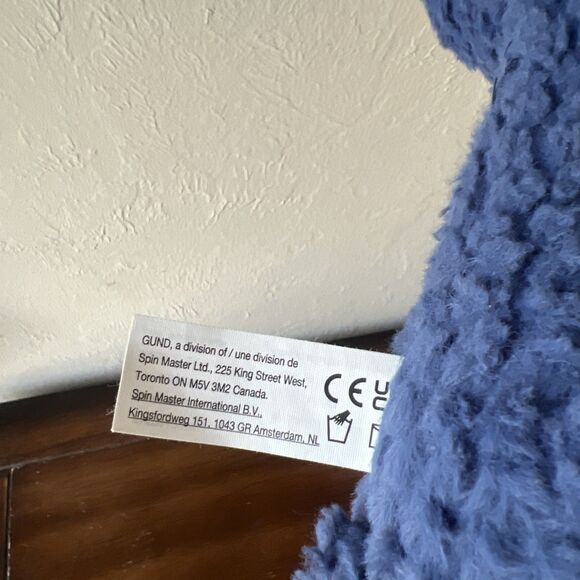 GUND, a division of / une division de
Spin Master Ltd., 225 King Street West,
Toronto ON M5V 3M2 Canada.
Spin Master International B.V.,
Kingsfordweg 151, 1043 GR Amsterdam, NL
CE